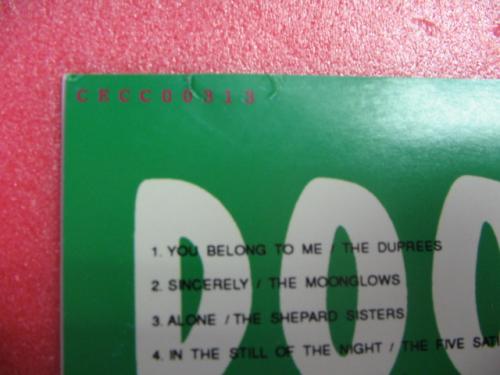 CKCC00313
DOO
1. YOU BELONG TO ME / THE DUPREES
2. SINCERELY / THE MOONGLOWS
3. ALONE / THE SHEPARD SISTERS
4. IN THE STILL OF THE NIGHT / THE FIVE SATI